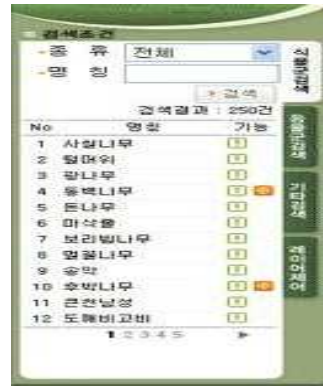 검색조건
종 류 전체
명 칭
검색
검색결과 : 250건
No 명칭 기능
1 사철나무
2 털머위
3 팔나무
4 동백나무
5 돈나무
6 마삭줄
7 보리밥나무
8 멀꿀나무
9 송악
10 후박나무
11 큰천남성
12 도깨비고비
1 2 3 4 5
식물검색
동물검색
기타검색
레이어제어